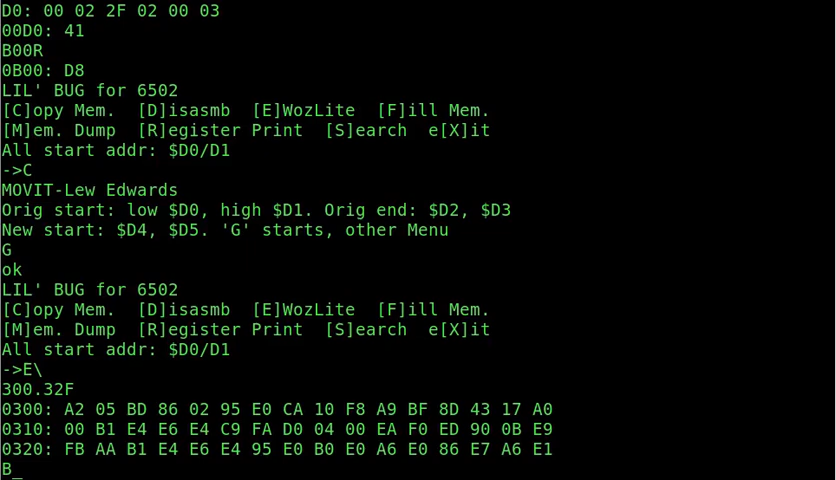 D0: 00 02 2F 02 00 03
00D0: 41
B00R
0B00: D8
LIL' BUG for 6502
[C]opy Mem.  [D]isasmb  [E]WozLite  [F]ill Mem.
[M]em. Dump  [R]egister Print  [S]earch  e[X]it
All start addr: $D0/D1
->C
MOVIT-Lew Edwards
Orig start: low $D0, high $D1. Orig end: $D2, $D3
New start: $D4, $D5. 'G' starts, other Menu
G
ok
LIL' BUG for 6502
[C]opy Mem.  [D]isasmb  [E]WozLite  [F]ill Mem.
[M]em. Dump  [R]egister Print  [S]earch  e[X]it
All start addr: $D0/D1
->E\
300.32F
0300: A2 05 BD 86 02 95 E0 CA 10 F8 A9 BF 8D 43 17 A0
0310: 00 B1 E4 E6 E4 C9 FA D0 04 00 EA F0 ED 90 0B E9
0320: FB AA B1 E4 E6 E4 95 E0 B0 E0 A6 E0 86 E7 A6 E1
B_